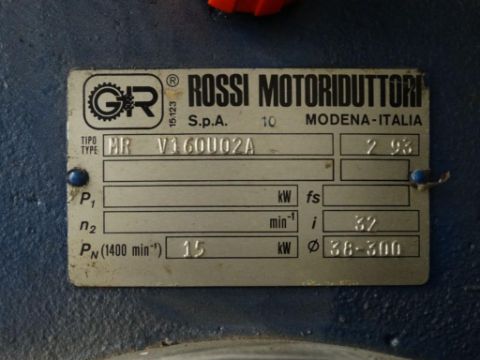 GR ® ROSSI MOTORIDUTTORI
15123 S.p.A. 10 MODENA-ITALIA
TIPO TYPE MR V160U02A 2 93
P₁ kW fs
n₂ min⁻¹ i 32
Pₙ (1400 min⁻¹) 15 kW Ø 38-300